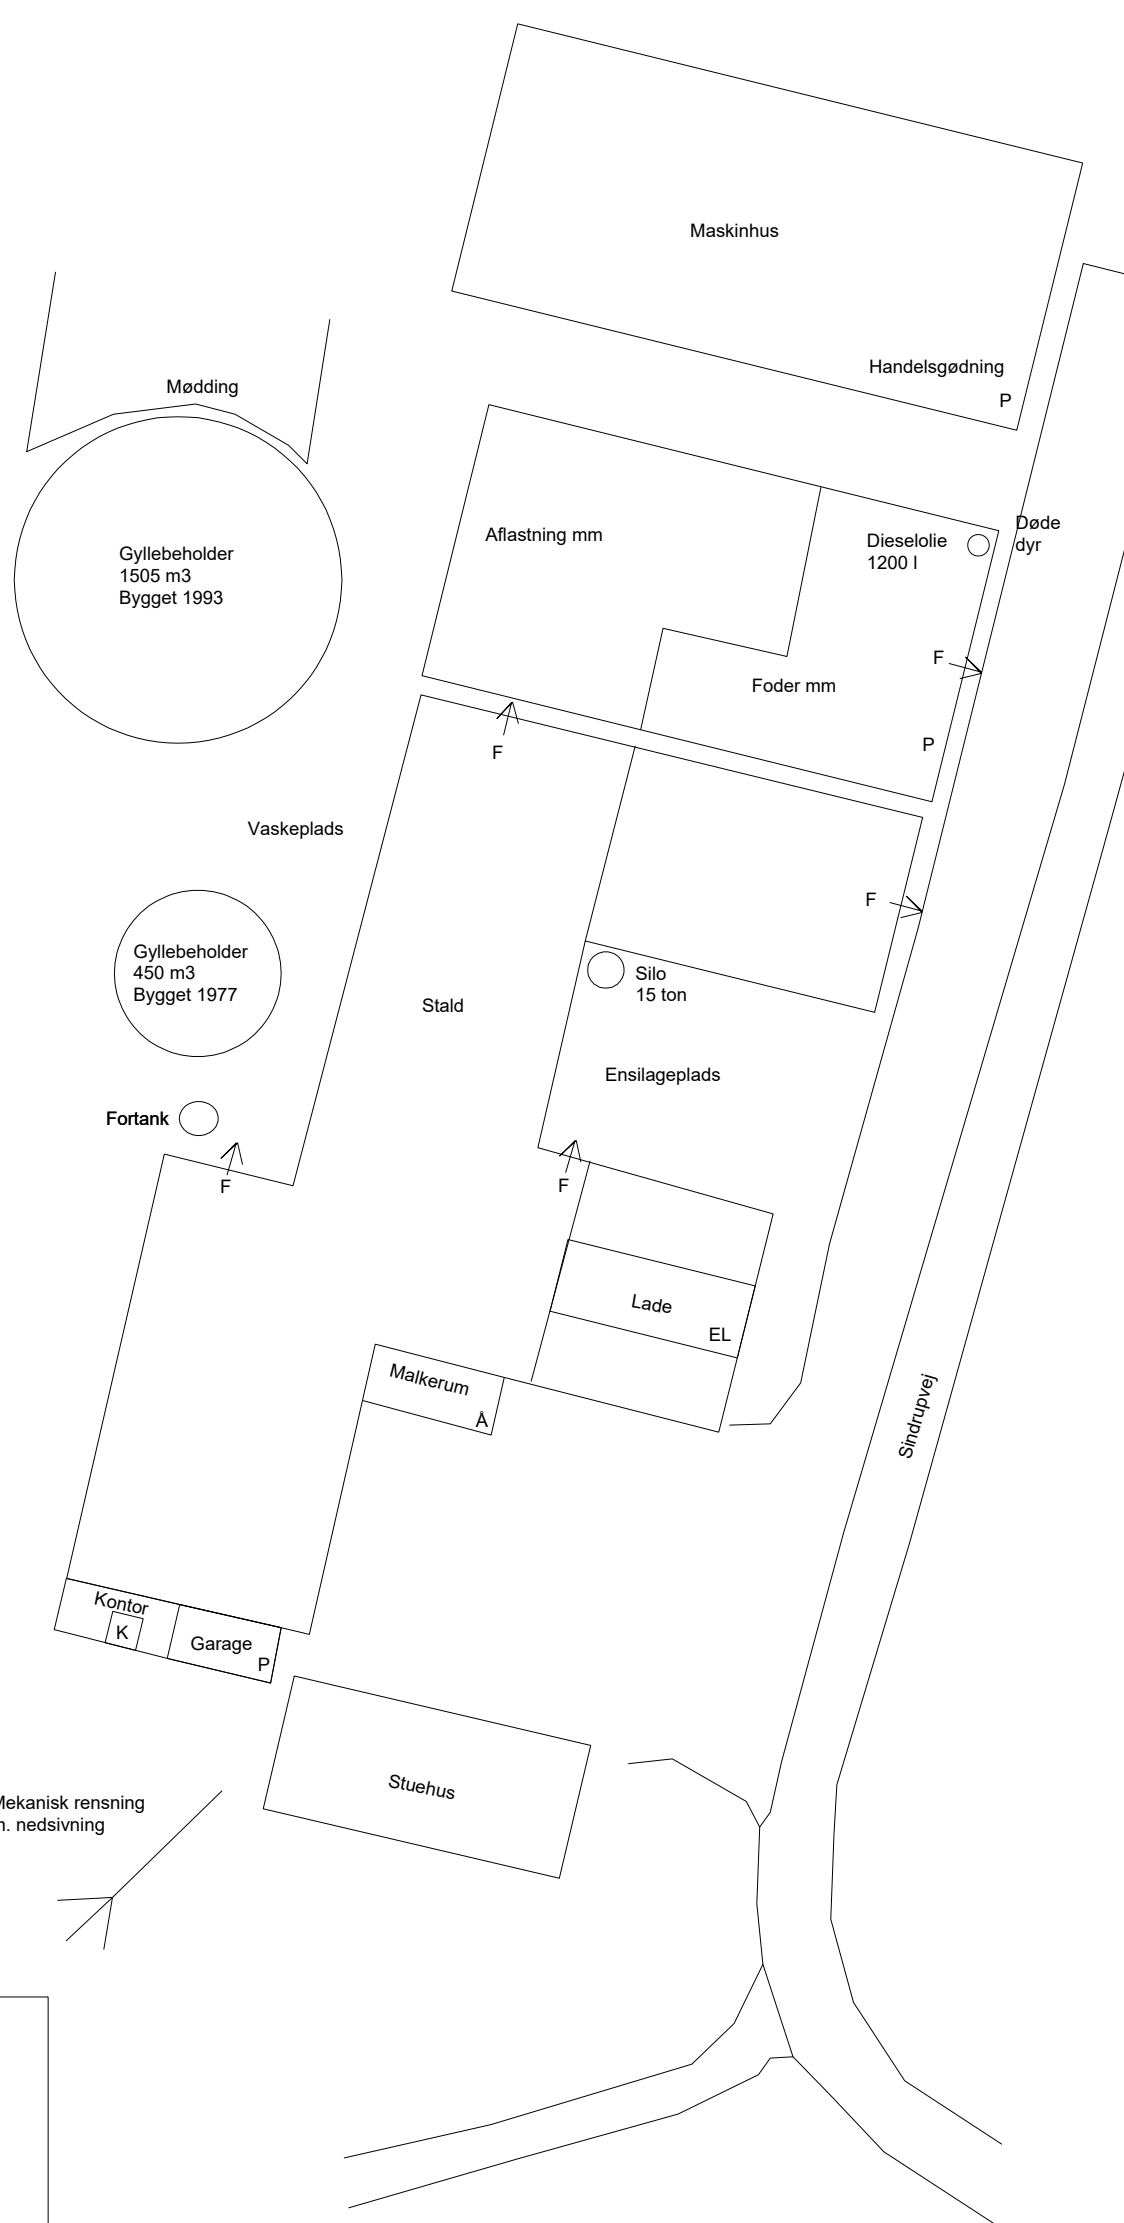 Maskinhus
Handelsgødning
P
Mødding
Aflastning mm
Dieselolie
1200 l
Døde
dyr
Gyllebeholder
1505 m3
Bygget 1993
F
Foder mm
P
F
Vaskeplads
F
Gyllebeholder
450 m3
Bygget 1977
Silo
15 ton
Stald
Ensilageplads
Fortank
F
F
Lade
EL
Malkerum
Å
Sindrupvej
Kontor
K
Garage
P
Stuehus
Mekanisk rensning
m. nedsivning